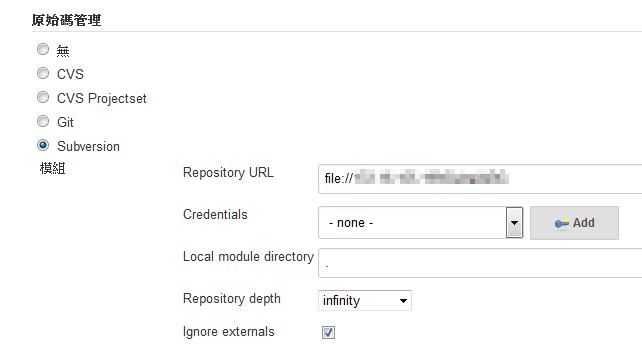 原始碼管理
無
CVS
CVS Projectset
Git
Subversion
模組
Repository URL
file://
Credentials
- none -
Add
Local module directory
.
Repository depth
infinity
Ignore externals